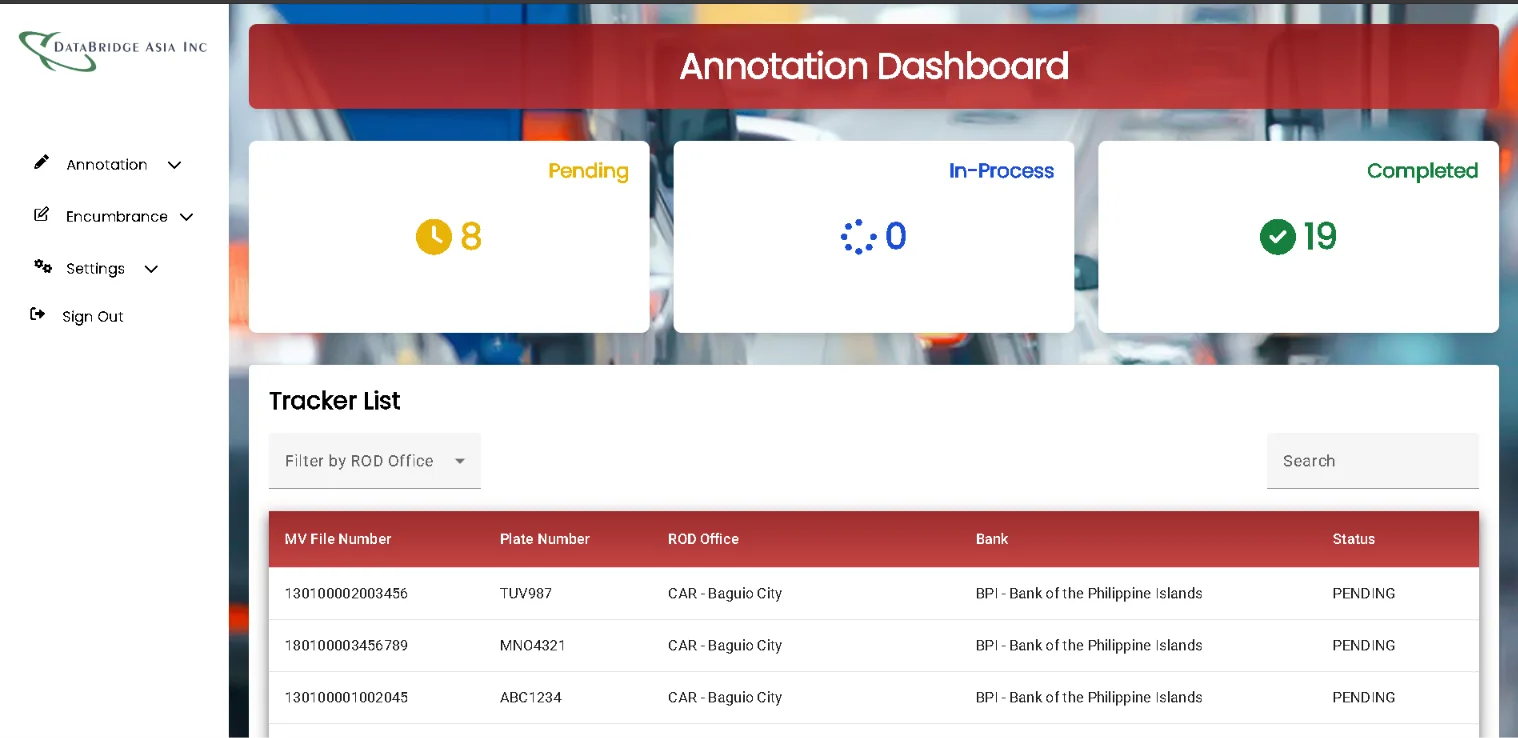 DataBridge Asia Inc
Annotation
Encumbrance
Settings
Sign Out
Annotation Dashboard
Pending
8
In-Process
0
Completed
19
Tracker List
Filter by ROD Office
Search
MV File Number Plate Number ROD Office Bank Status
130100002003456 TUV987 CAR - Baguio City BPI - Bank of the Philippine Islands PENDING
180100003456789 MNO4321 CAR - Baguio City BPI - Bank of the Philippine Islands PENDING
130100001002045 ABC1234 CAR - Baguio City BPI - Bank of the Philippine Islands PENDING